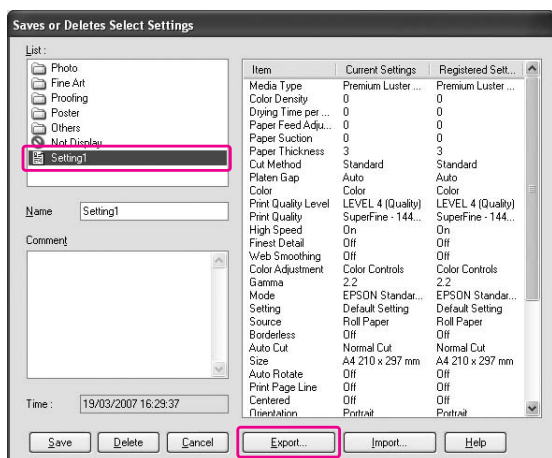 Saves or Deletes Select Settings
List :
Photo
Fine Art
Proofing
Poster
Others
Not Display
Setting1
Name Setting1
Comment
Time : 19/03/2007 16:29:37
Item Current Settings Registered Sett...
Media Type Premium Luster ... Premium Luster ...
Color Density 0 0
Drying Time per ... 0 0
Paper Feed Adju... 0 0
Paper Suction 0 0
Paper Thickness 3 3
Cut Method Standard Standard
Platen Gap Auto Auto
Color Color Color
Print Quality Level LEVEL 4 (Quality) LEVEL 4 (Quality)
Print Quality SuperFine - 144... SuperFine - 144...
High Speed On On
Finest Detail Off Off
Web Smoothing Off Off
Color Adjustment Color Controls Color Controls
Gamma 2.2 2.2
Mode EPSON Standar... EPSON Standar...
Setting Default Setting Default Setting
Source Roll Paper Roll Paper
Borderless Off Off
Auto Cut Normal Cut Normal Cut
Size A4 210 x 297 mm A4 210 x 297 mm
Auto Rotate Off Off
Print Page Line Off Off
Centered Off Off
Orientation Portrait Portrait
Save Delete Cancel Export... Import... Help